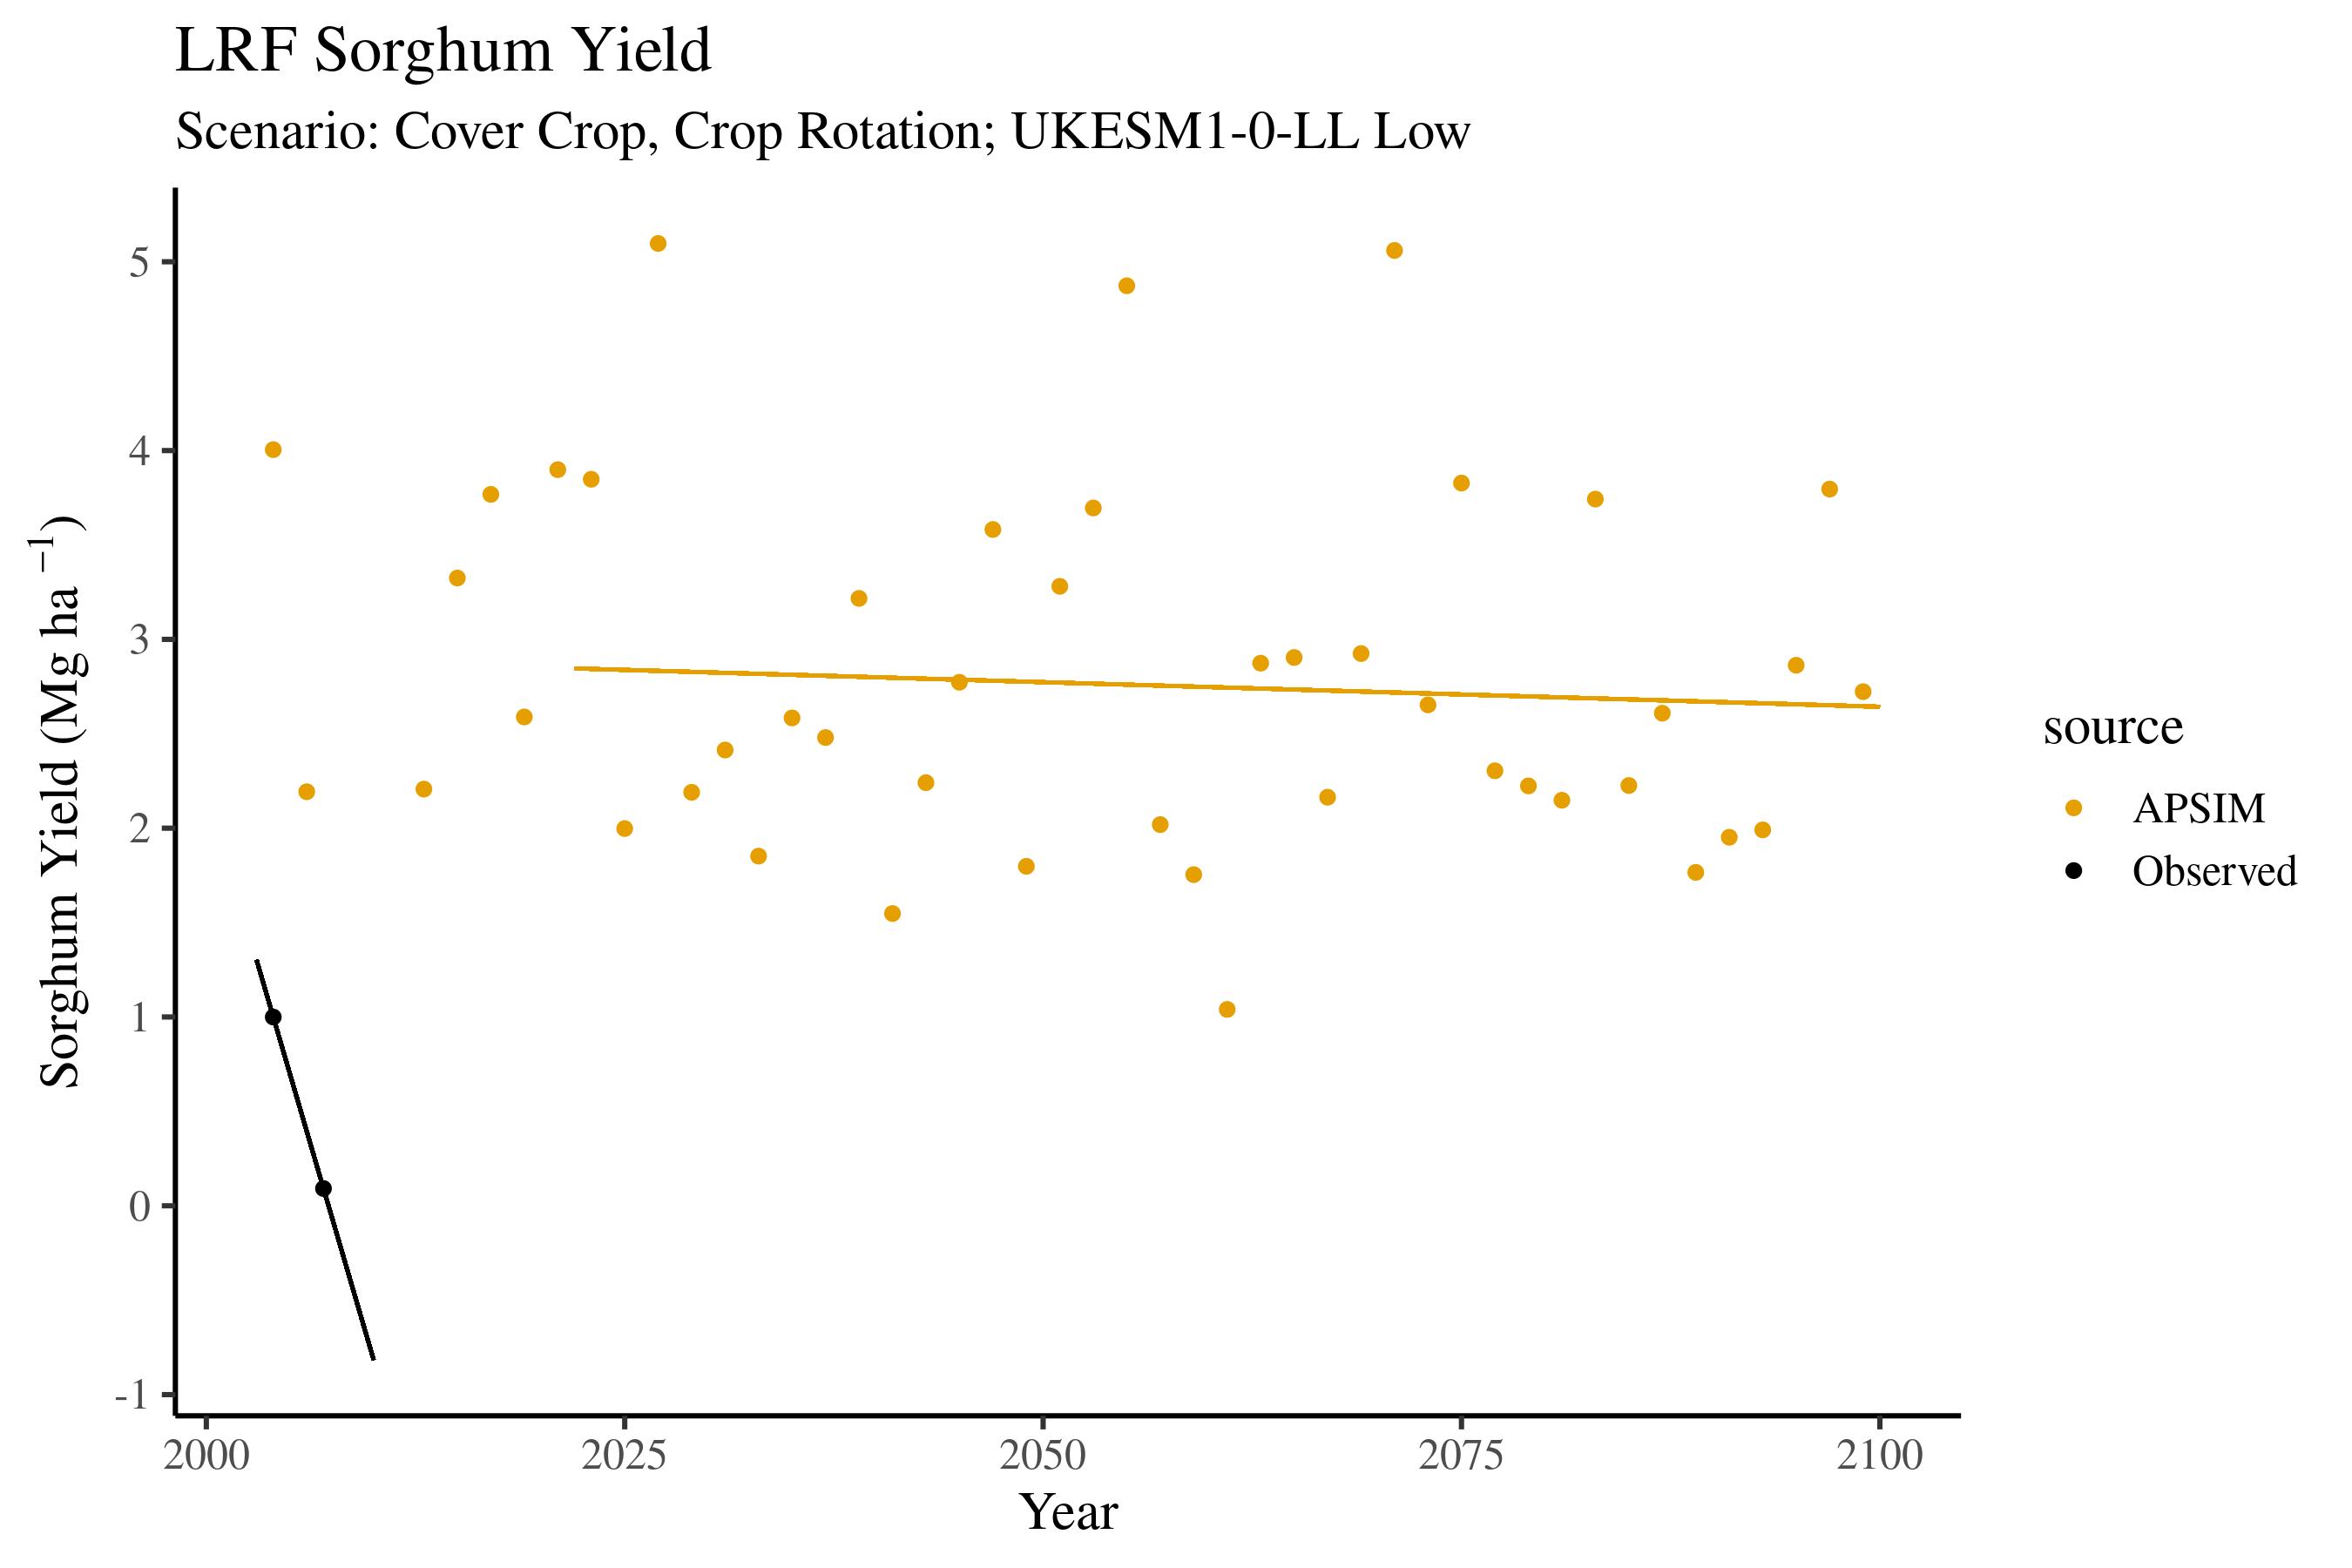 LRF Sorghum Yield
Scenario: Cover Crop, Crop Rotation; UKESM1-0-LL Low
Sorghum Yield (Mg ha −1)
5
4
3
2
1
0
-1
2000 2025 2050 2075 2100
Year
source
APSIM
Observed